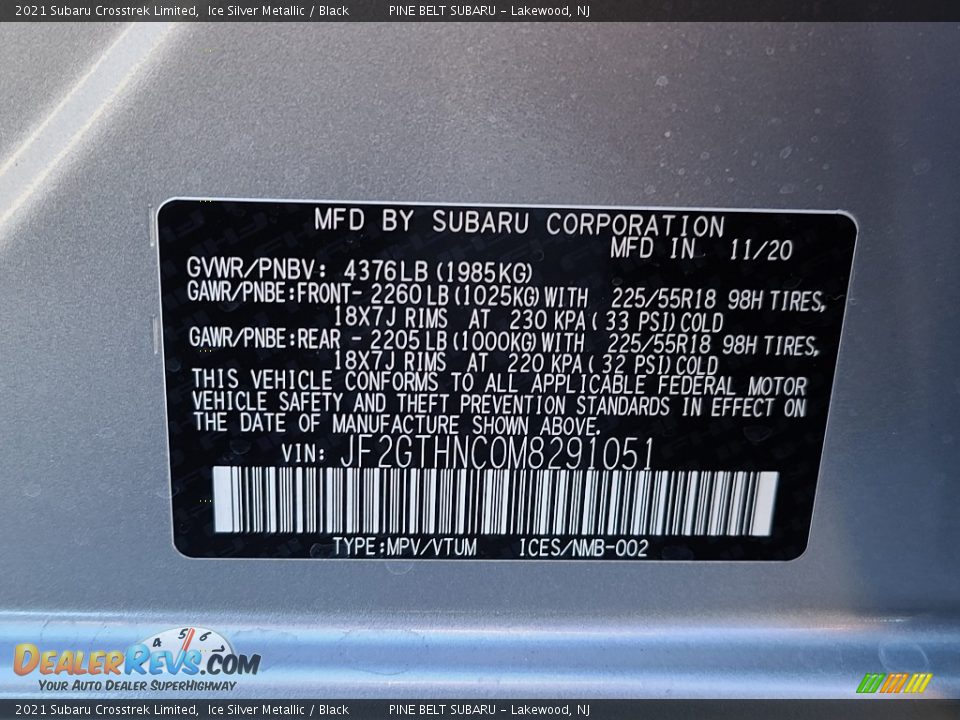 2021 Subaru Crosstrek Limited, Ice Silver Metallic / Black PINE BELT SUBARU - Lakewood, NJ
MFD BY SUBARU CORPORATION
MFD IN 11/20
GVWR/PNBV: 4376LB (1985KG)
GAWR/PNBE:FRONT- 2260LB(1025KG)WITH 225/55R18 98H TIRES,
18X7J RIMS AT 230 KPA( 33 PSI)COLD
GAWR/PNBE:REAR - 2205LB(1000KG)WITH 225/55R18 98H TIRES,
18X7J RIMS AT 220 KPA( 32 PSI)COLD
THIS VEHICLE CONFORMS TO ALL APPLICABLE FEDERAL MOTOR
VEHICLE SAFETY AND THEFT PREVENTION STANDARDS IN EFFECT ON
THE DATE OF MANUFACTURE SHOWN ABOVE.
VIN: JF2GTHNC0M8291051
TYPE:MPV/VTUM ICES/NMB-002
4 5 6
DEALERREVS.COM
YOUR AUTO DEALER SUPERHIGHWAY
2021 Subaru Crosstrek Limited, Ice Silver Metallic / Black PINE BELT SUBARU - Lakewood, NJ